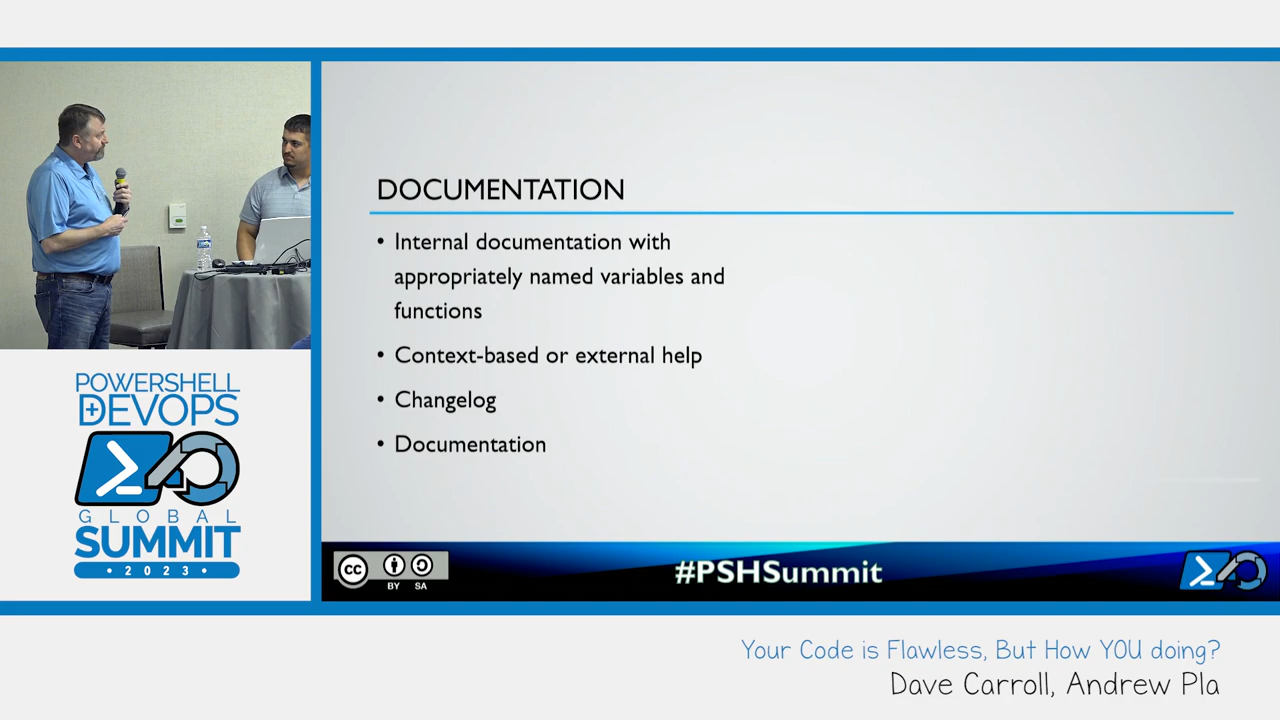 DOCUMENTATION
• Internal documentation with
appropriately named variables and
functions
• Context-based or external help
• Changelog
• Documentation
POWERSHELL
+DEVOPS
GLOBAL
SUMMIT
• 2023 •
cc
BY SA
#PSHSummit
Your Code is Flawless, But How YOU doing?
Dave Carroll, Andrew Pla